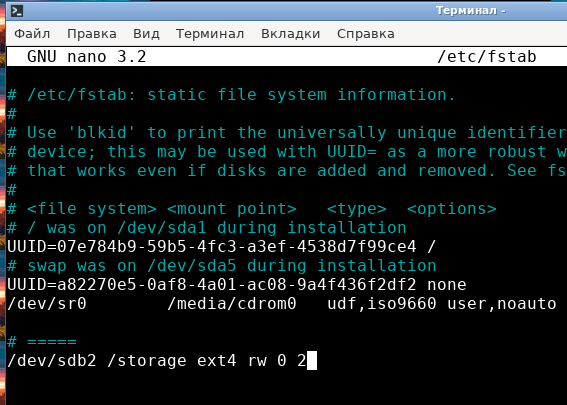 Терминал -
Файл Правка Вид Терминал Вкладки Справка
GNU nano 3.2 /etc/fstab
# /etc/fstab: static file system information.
#
# Use 'blkid' to print the universally unique identifier
# device; this may be used with UUID= as a more robust w
# that works even if disks are added and removed. See fs
#
# <file system> <mount point>   <type>  <options>
# / was on /dev/sda1 during installation
UUID=07e784b9-59b5-4fc3-a3ef-4538d7f99ce4 /
# swap was on /dev/sda5 during installation
UUID=a82270e5-0af8-4a01-ac08-9a4f436f2df2 none
/dev/sr0        /media/cdrom0   udf,iso9660 user,noauto
# =====
/dev/sdb2 /storage ext4 rw 0 2